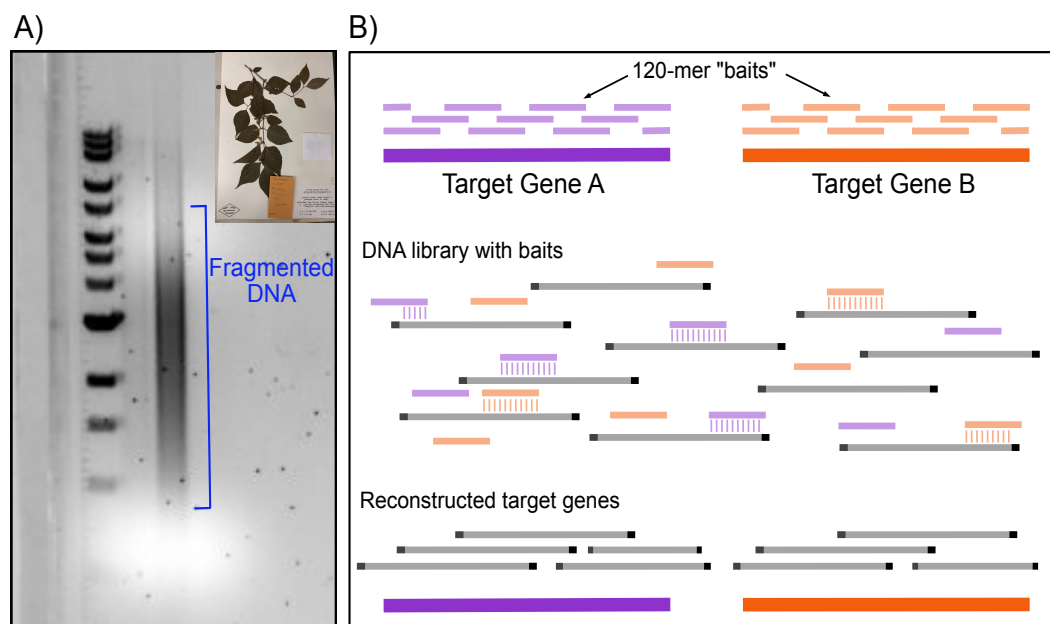 A)
Fragmented
DNA
B)
120-mer "baits"
Target Gene A
Target Gene B
DNA library with baits
Reconstructed target genes